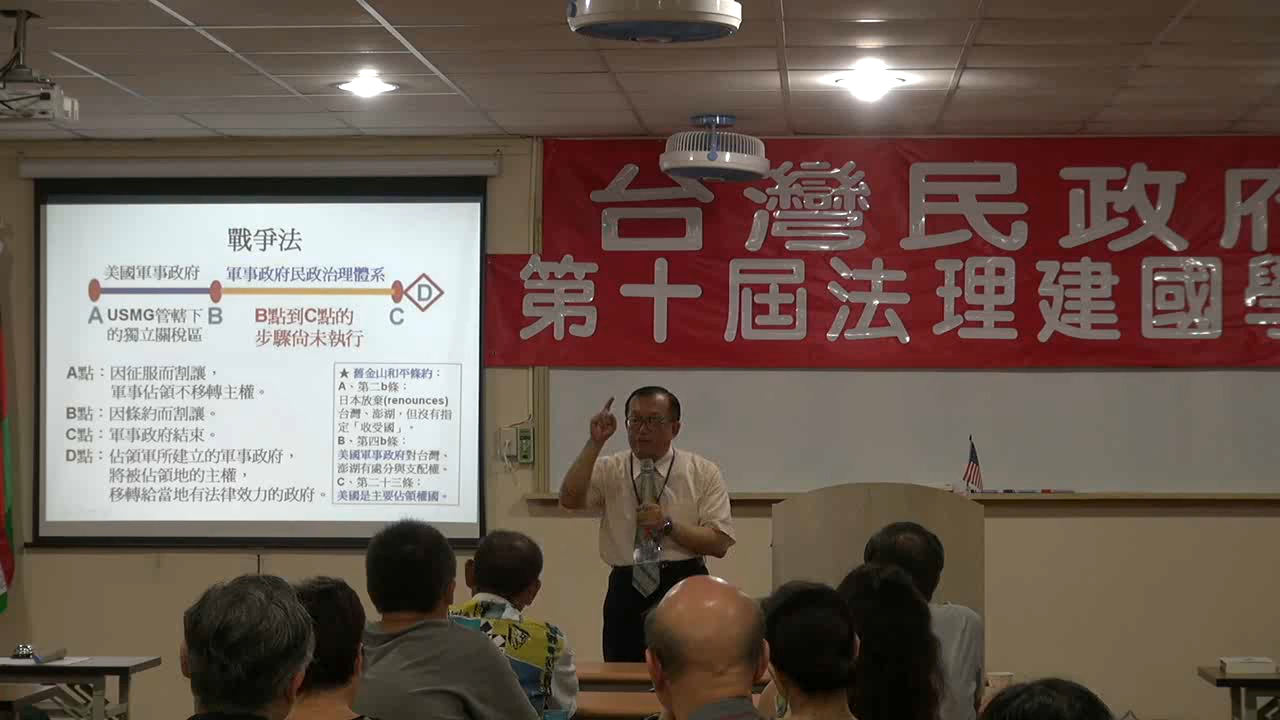 台灣民政府
第十屆法理建國學
戰爭法
美國軍事政府 軍事政府民政治理體系
A USMG管轄下的獨立關稅區 B B點到C點的步驟尚未執行 C D
A點：因征服而割讓，
軍事佔領不移轉主權。
B點：因條約而割讓。
C點：軍事政府結束。
D點：佔領軍所建立的軍事政府，
將被佔領地的主權，
移轉給當地有法律效力的政府。
★ 舊金山和平條約：
A、第二b條：
日本放棄(renounces)
台灣、澎湖，但沒有指
定「收受國」。
B、第四b條：
美國軍事政府對台灣、
澎湖有處分與支配權。
C、第二十三條：
美國是主要佔領權國。